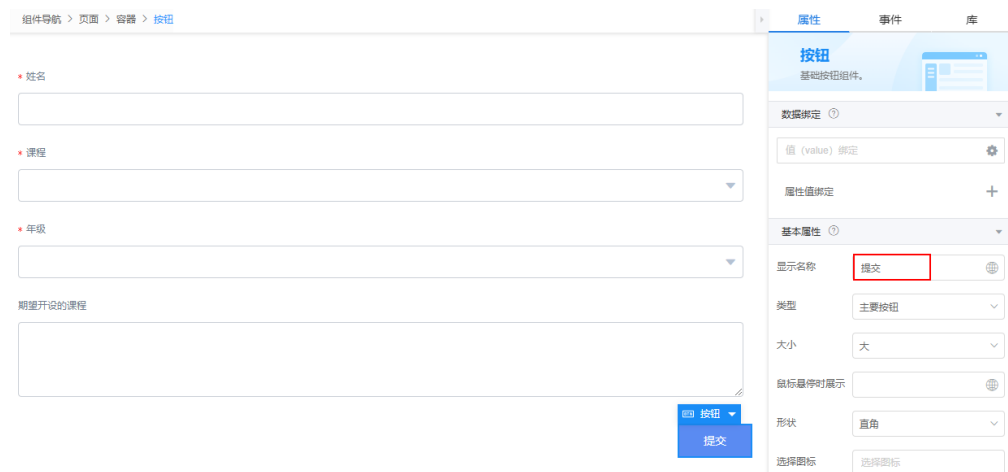 组件导航 > 页面 > 容器 > 按钮
* 姓名
* 课程
* 年级
期望开设的课程
按钮
提交
属性 事件 库
按钮
基础按钮组件。
数据绑定 ?
值（value）绑定
属性值绑定
基本属性 ?
显示名称 提交
类型 主要按钮
大小 大
鼠标悬停时展示
形状 直角
选择图标 选择图标